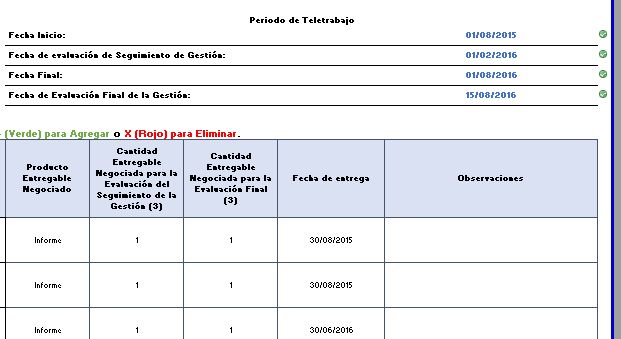 Periodo de Teletrabajo
Fecha Inicio: 01/08/2015
Fecha de evaluación de Seguimiento de Gestión: 01/02/2016
Fecha Final: 01/08/2016
Fecha de Evaluación Final de la Gestión: 15/08/2016
(Verde) para Agregar o X (Rojo) para Eliminar.
Producto
Entregable
Negociado
Cantidad
Entregable
Negociada para la
Evaluación del
Seguimiento de la
Gestión (3)
Cantidad
Entregable
Negociada para la
Evaluación Final
(3)
Fecha de entrega
Observaciones
Informe 1 1 30/08/2015
Informe 1 1 30/08/2015
Informe 1 1 30/06/2016